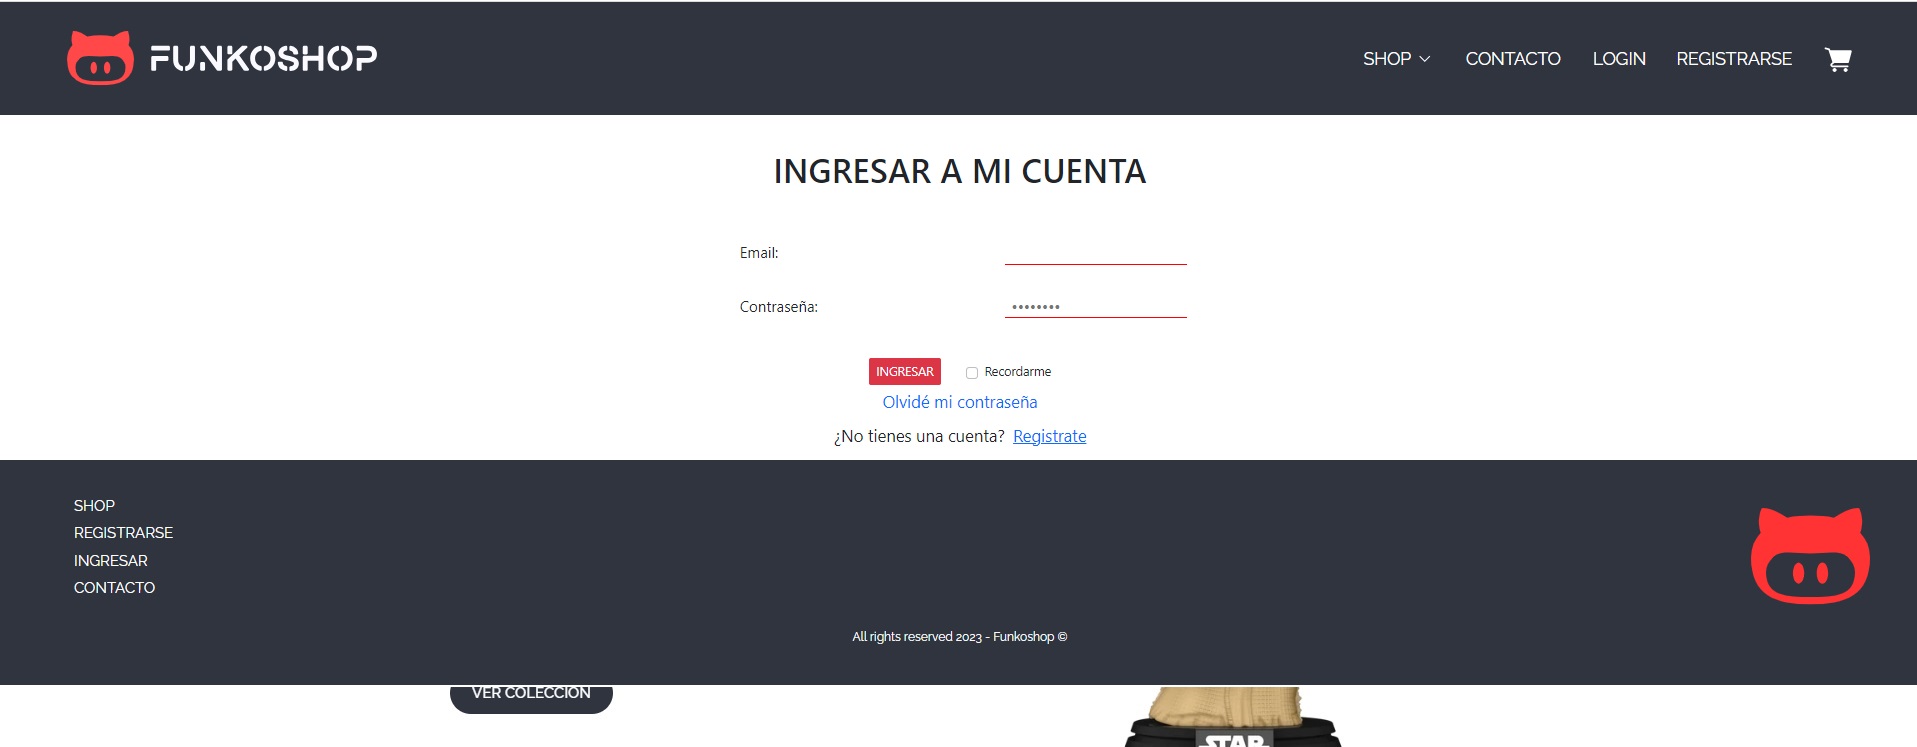 FUNKOSHOP
SHOP CONTACTO LOGIN REGISTRARSE
INGRESAR A MI CUENTA
Email:
Contraseña: ••••••••
INGRESAR Recordarme
Olvidé mi contraseña
¿No tienes una cuenta? Registrate
SHOP
REGISTRARSE
INGRESAR
CONTACTO
All rights reserved 2023 - Funkoshop ©
VER COLECCION
STAR